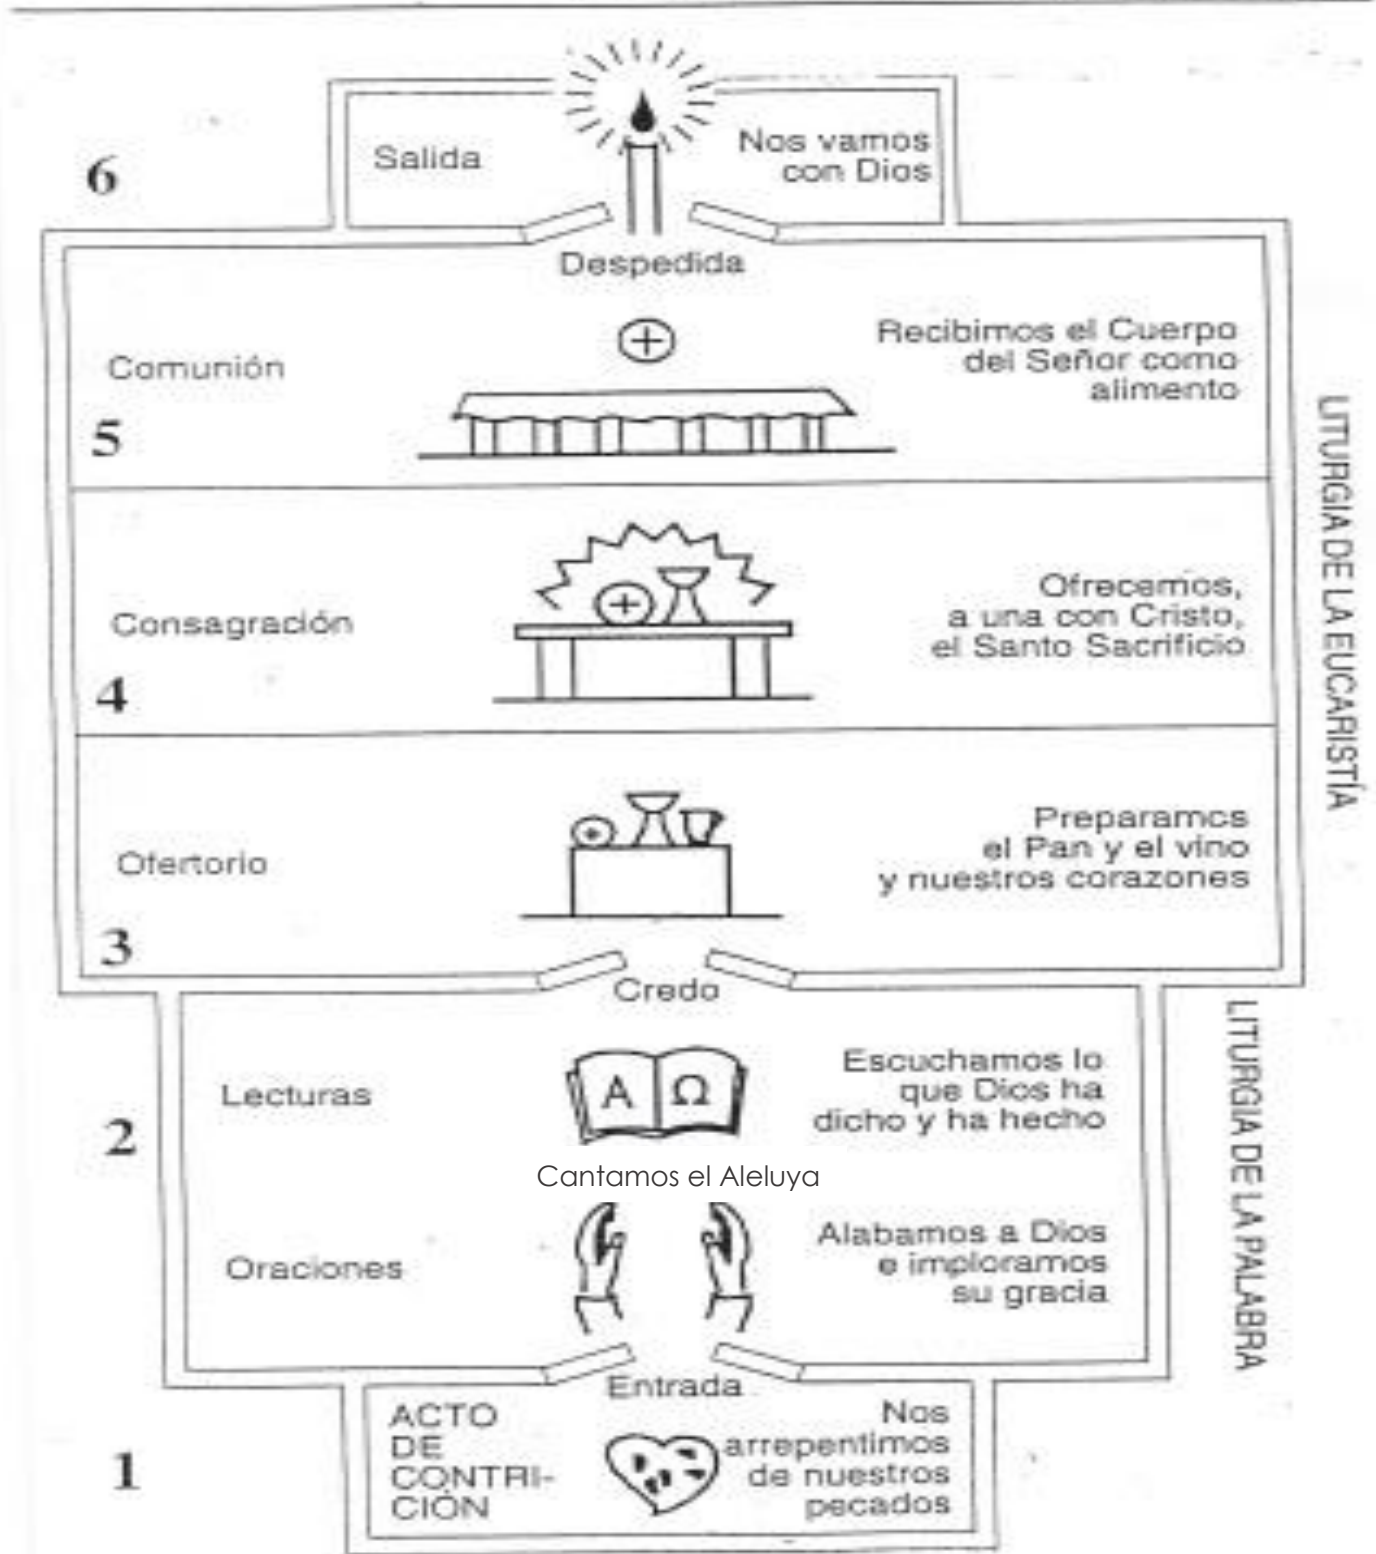 6
Salida
Nos vamos
con Dios
Despedida
Comunión
5
Recibimos el Cuerpo
del Señor como
alimento
Consagración
4
Ofrecemos,
a una con Cristo,
el Santo Sacrificio
Ofertorio
3
Preparamos
el Pan y el vino
y nuestros corazones
LITURGIA DE LA EUCARISTÍA
Credo
Lecturas
2
A Ω
Escuchamos lo
que Dios ha
dicho y ha hecho
Cantamos el Aleluya
Oraciones
Alabamos a Dios
e imploramos
su gracia
LITURGIA DE LA PALABRA
Entrada
1
ACTO
DE
CONTRI-
CIÓN
Nos
arrepentimos
de nuestros
pecados